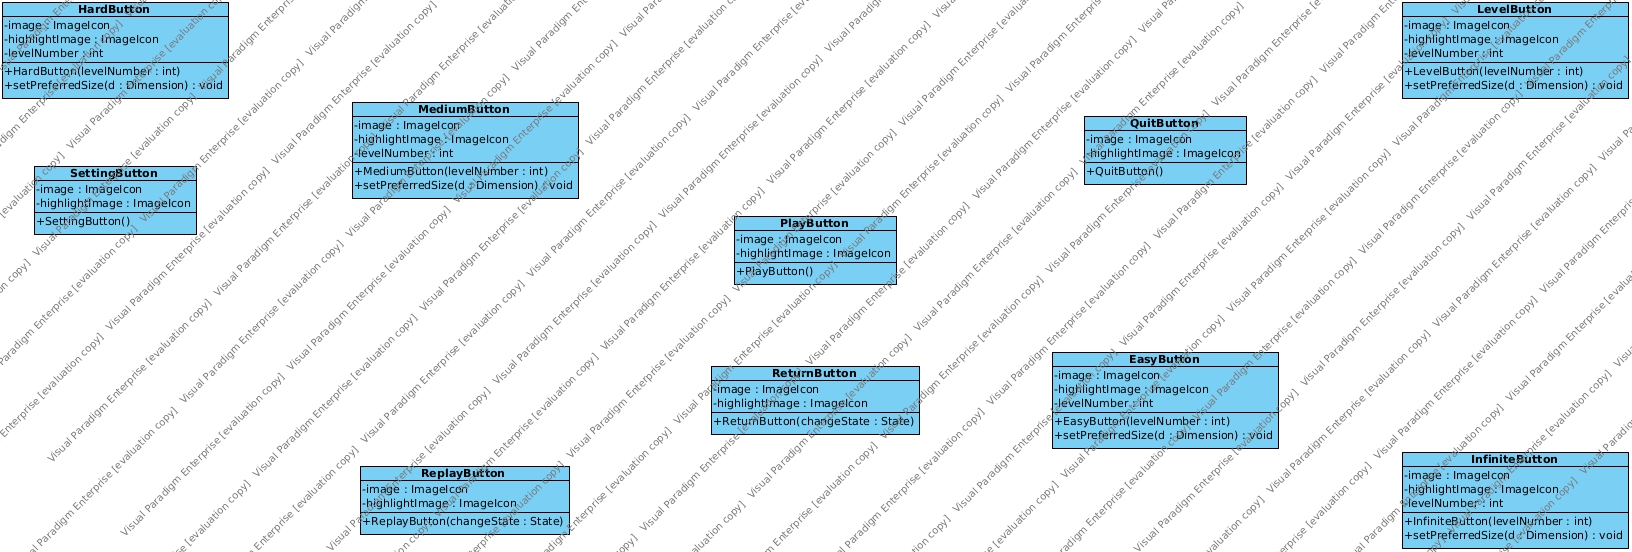 HardButton
-image : ImageIcon
-highlightImage : ImageIcon
-levelNumber : int
+HardButton(levelNumber : int)
+setPreferredSize(d : Dimension) : void
LevelButton
-image : ImageIcon
-highlightImage : ImageIcon
-levelNumber : int
+LevelButton(levelNumber : int)
+setPreferredSize(d : Dimension) : void
MediumButton
-image : ImageIcon
-highlightImage : ImageIcon
-levelNumber : int
+MediumButton(levelNumber : int)
+setPreferredSize(d : Dimension) : void
QuitButton
-image : ImageIcon
-highlightImage : ImageIcon
+QuitButton()
SettingButton
-image : ImageIcon
-highlightImage : ImageIcon
+SettingButton()
PlayButton
-image : ImageIcon
-highlightImage : ImageIcon
+PlayButton()
ReturnButton
-image : ImageIcon
-highlightImage : ImageIcon
+ReturnButton(changeState : State)
EasyButton
-image : ImageIcon
-highlightImage : ImageIcon
-levelNumber : int
+EasyButton(levelNumber : int)
+setPreferredSize(d : Dimension) : void
ReplayButton
-image : ImageIcon
-highlightImage : ImageIcon
+ReplayButton(changeState : State)
InfiniteButton
-image : ImageIcon
-highlightImage : ImageIcon
-levelNumber : int
+InfiniteButton(levelNumber : int)
+setPreferredSize(d : Dimension) : void
Visual Paradigm Enterprise [evaluation copy]